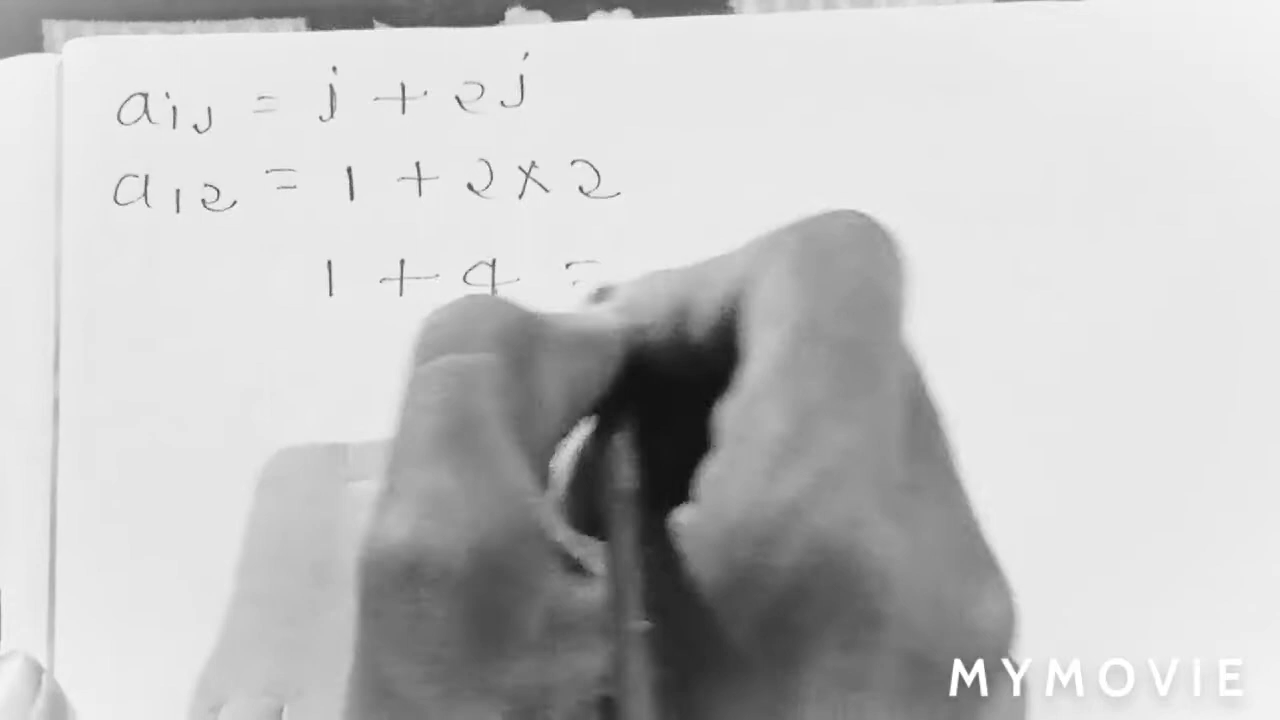 aij = j + 2j
a12 = 1 + 2×2
1 + 4 =
MYMOVIE